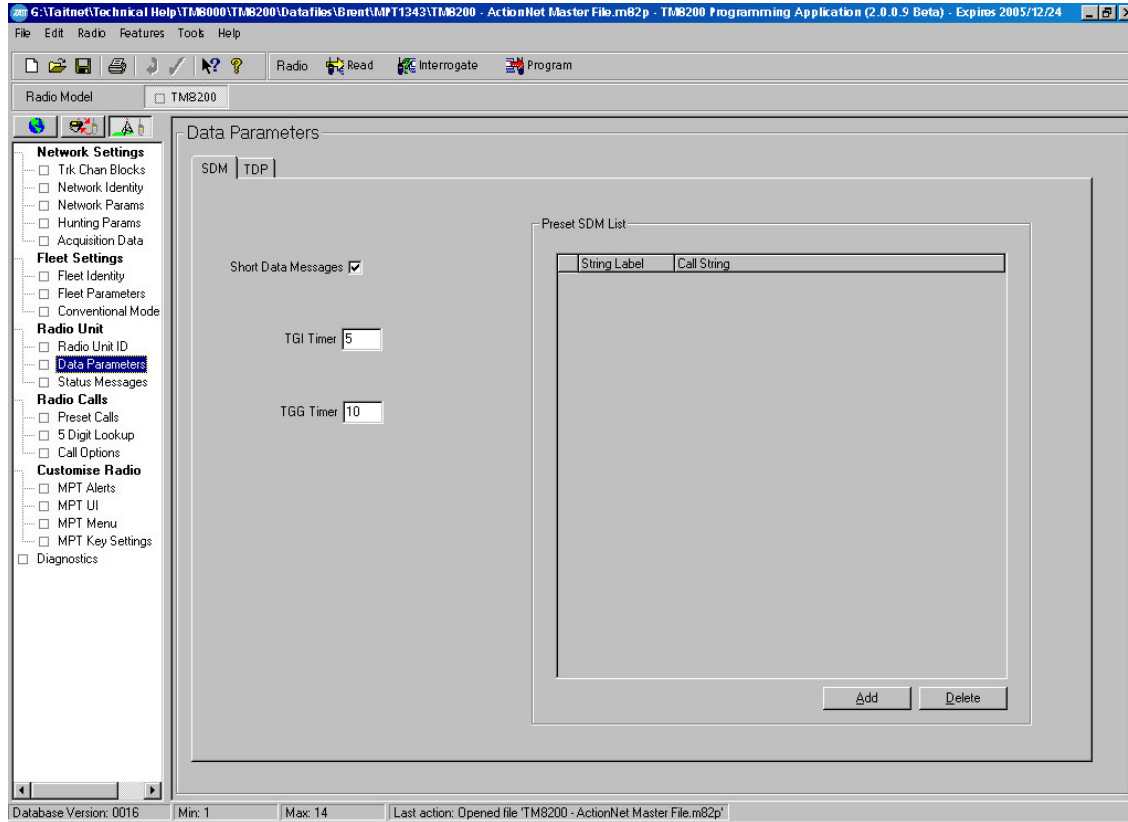 G:\Taitnet\Technical Help\TM8000\TM8200\Datafiles\Brent\MPT1343\TM8200 - ActionNet Master File.m82p - TM8200 Programming Application (2.0.0.9 Beta) - Expires 2005/12/24
File Edit Radio Features Tools Help
Radio Read Interrogate Program
Radio Model TM8200
Network Settings
Trk Chan Blocks
Network Identity
Network Params
Hunting Params
Acquisition Data
Fleet Settings
Fleet Identity
Fleet Parameters
Conventional Mode
Radio Unit
Radio Unit ID
Data Parameters
Status Messages
Radio Calls
Preset Calls
5 Digit Lookup
Call Options
Customise Radio
MPT Alerts
MPT UI
MPT Menu
MPT Key Settings
Diagnostics
Data Parameters
SDM TDP
Short Data Messages
TGI Timer 5
TGG Timer 10
Preset SDM List
String Label Call String
Add Delete
Database Version: 0016 Min: 1 Max: 14 Last action: Opened file 'TM8200 - ActionNet Master File.m82p'